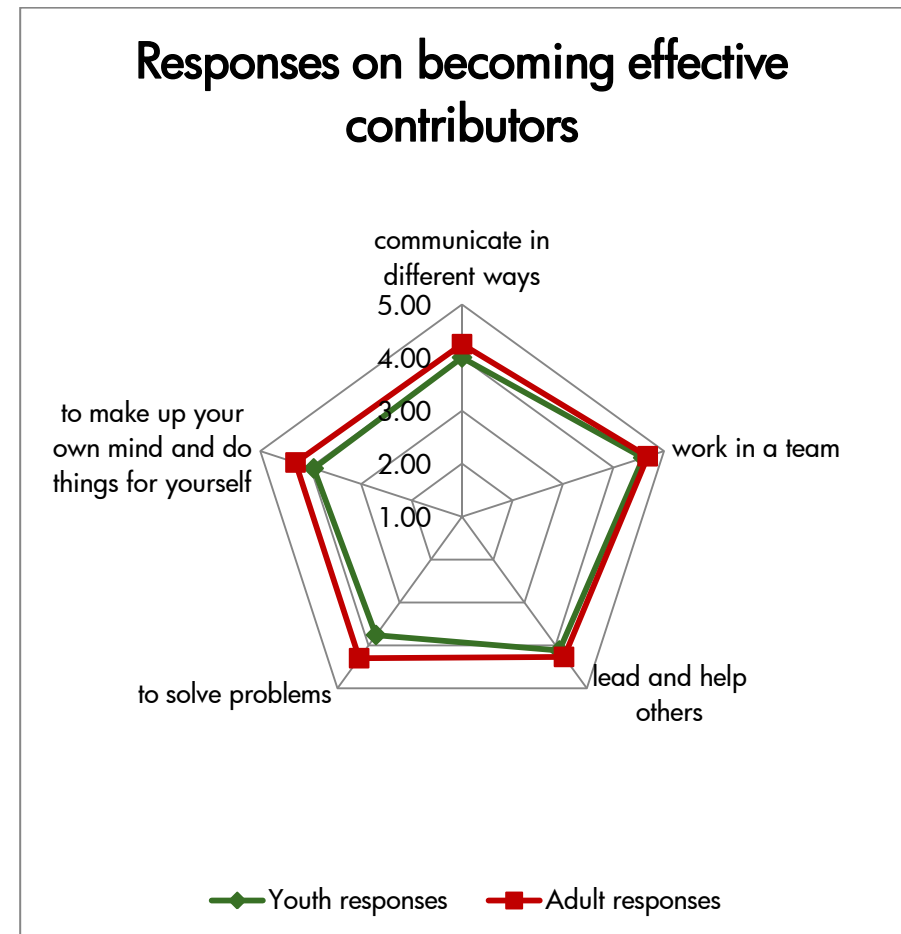 Responses on becoming effective
contributors
communicate in
different ways
5.00
4.00
3.00
2.00
1.00
to make up your
own mind and do
things for yourself
work in a team
to solve problems
lead and help
others
Youth responses
Adult responses